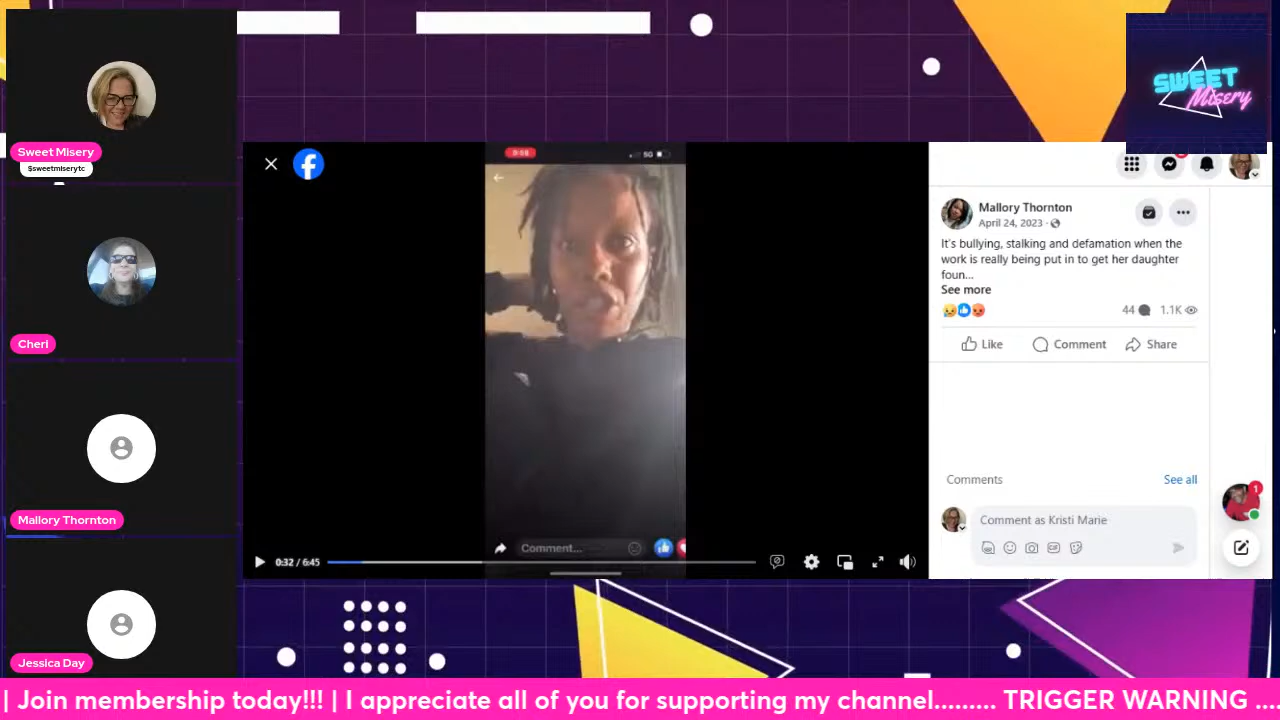 SWEET
Misery
Sweet Misery
$sweetmiserytc
Cheri
Mallory Thornton
Jessica Day
5G
Comment...
0:32 / 6:45
Mallory Thornton
April 24, 2023 ·
It's bullying, stalking and defamation when the
work is really being put in to get her daughter
foun...
See more
44
1.1K
Like
Comment
Share
Comments
See all
Comment as Kristi Marie
GIF
1
| Join membership today!!! | I appreciate all of you for supporting my channel......... TRIGGER WARNING ....